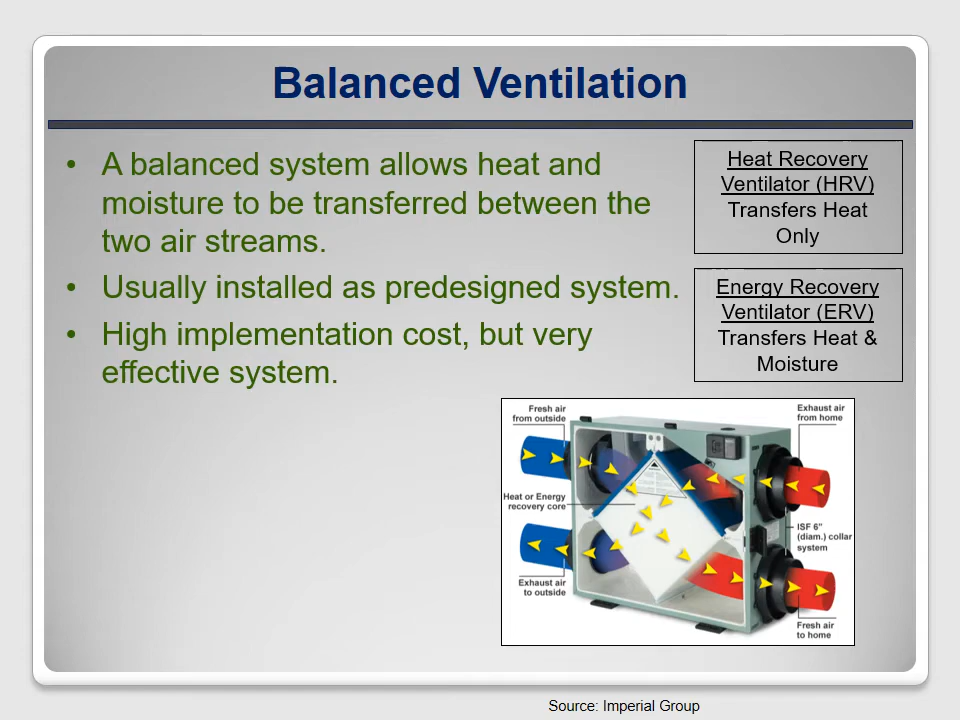 Balanced Ventilation
• A balanced system allows heat and
moisture to be transferred between the
two air streams.
• Usually installed as predesigned system.
• High implementation cost, but very
effective system.
Heat Recovery
Ventilator (HRV)
Transfers Heat
Only
Energy Recovery
Ventilator (ERV)
Transfers Heat &
Moisture
Fresh air
from outside
Exhaust air
from home
Heat or Energy
recovery core
ISF 6"
(diam.) collar
system
Exhaust air
to outside
Fresh air
to home
Source: Imperial Group